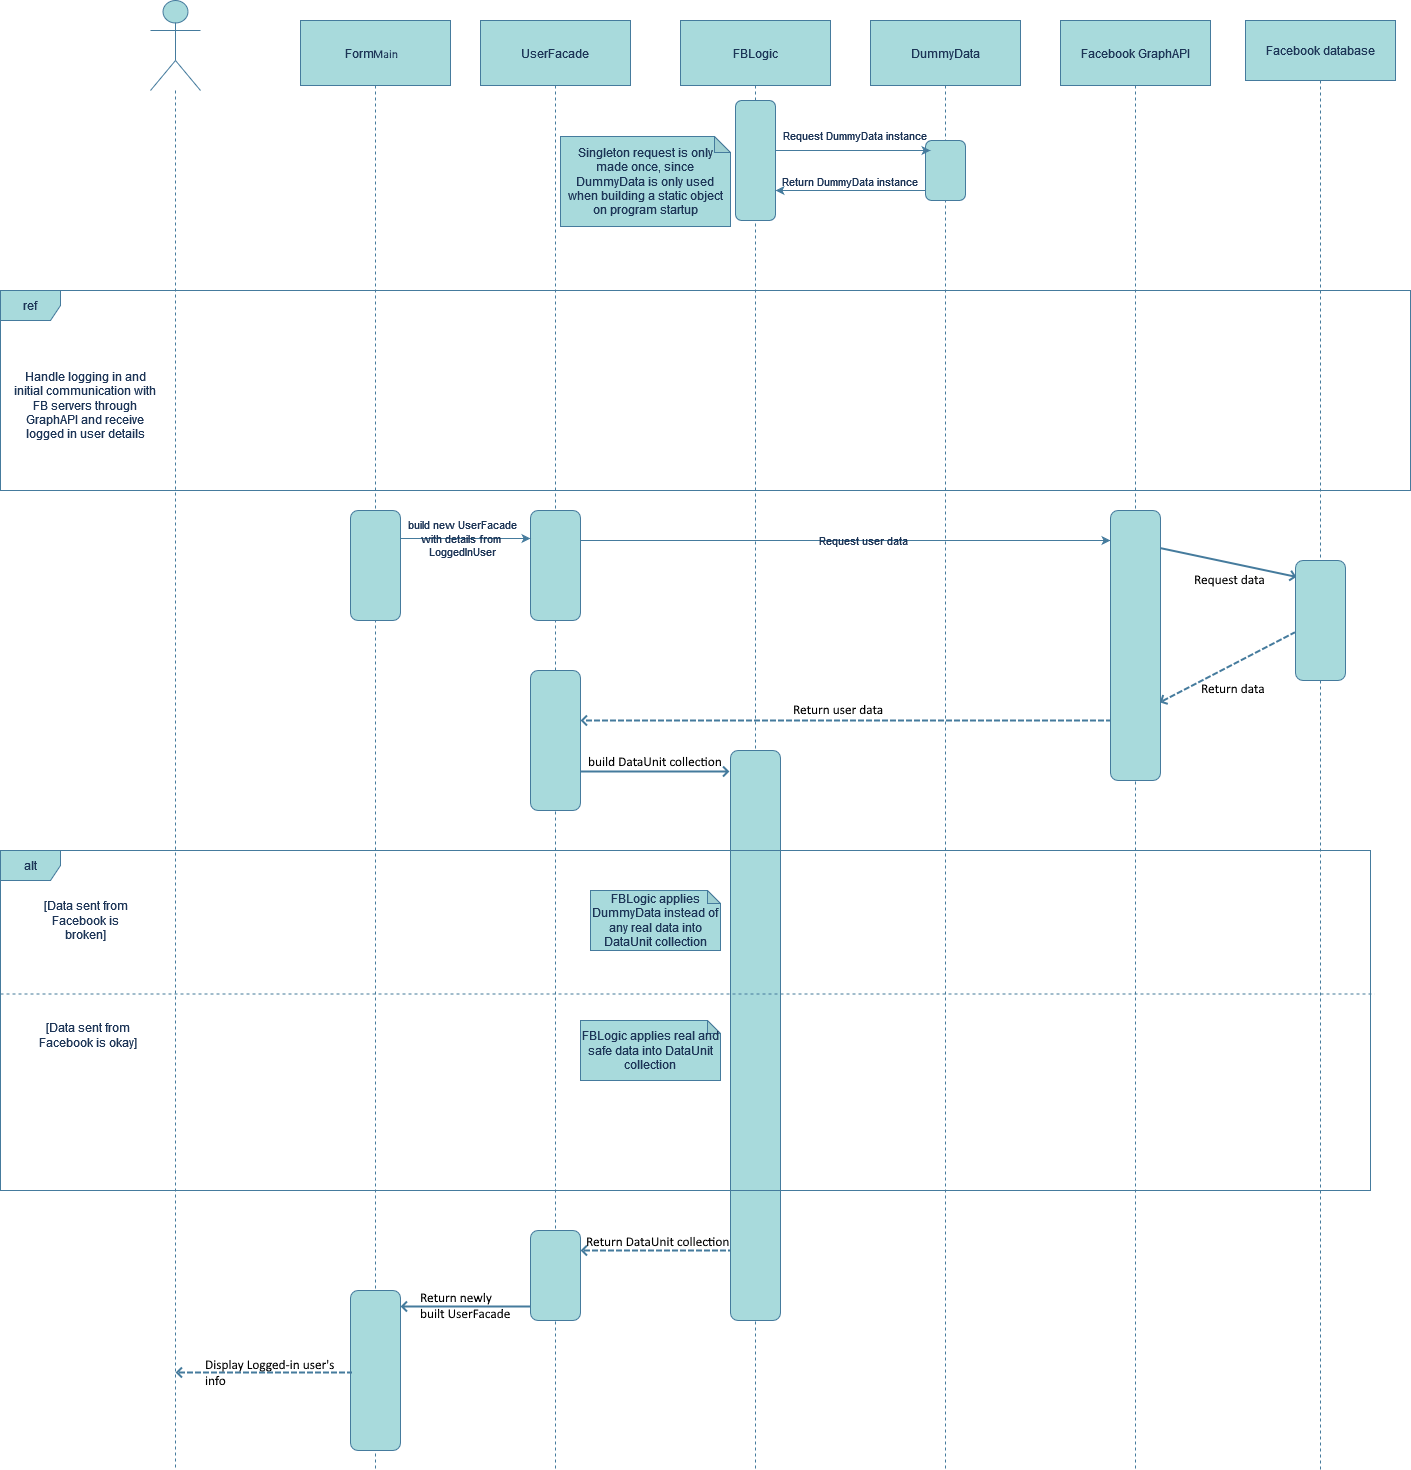 FormMain
UserFacade
FBLogic
DummyData
Facebook GraphAPI
Facebook database
Request DummyData instance
Singleton request is only
made once, since
DummyData is only used
when building a static object
on program startup
Return DummyData instance
ref
Handle logging in and
initial communication with
FB servers through
GraphAPI and receive
logged in user details
build new UserFacade
with details from
LoggedInUser
Request user data
Request data
Return data
Return user data
build DataUnit collection
alt
[Data sent from
Facebook is
broken]
FBLogic applies
DummyData instead of
any real data into
DataUnit collection
[Data sent from
Facebook is okay]
FBLogic applies real and
safe data into DataUnit
collection
Return DataUnit collection
Return newly
built UserFacade
Display Logged-in user's
info